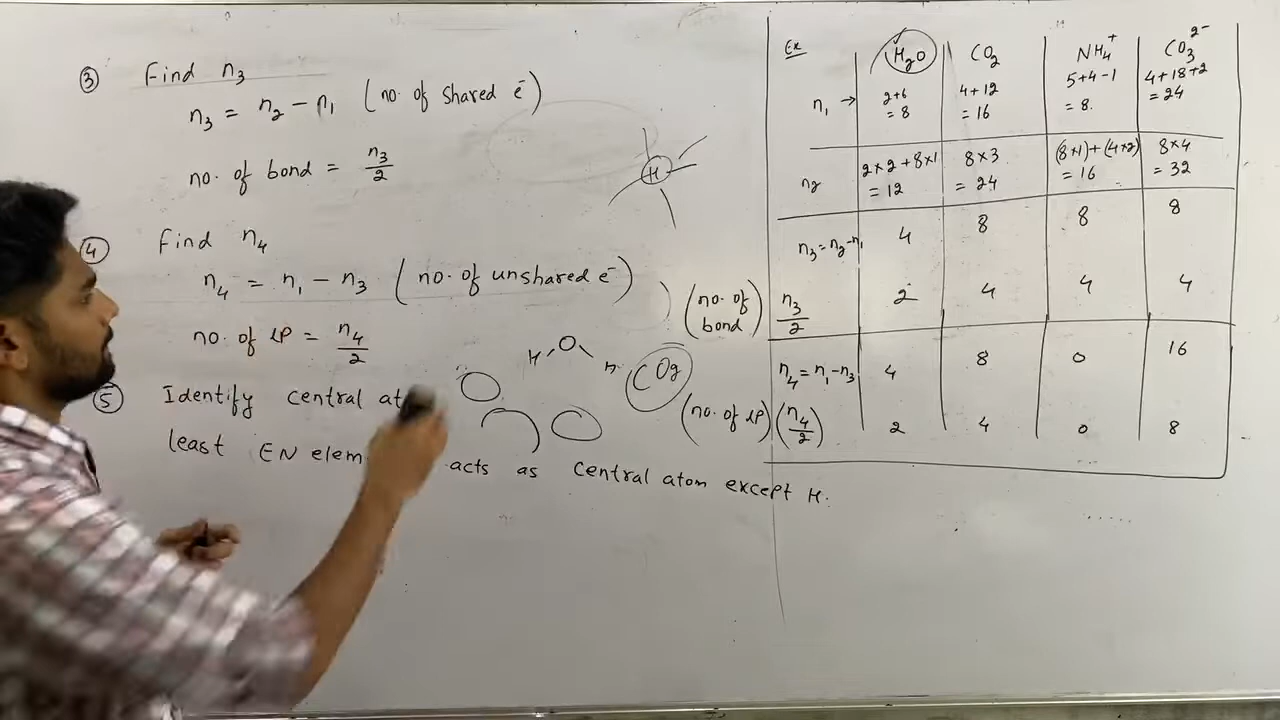 ③ Find n₃
n₃ = n₂ − n₁ (no. of shared e⁻)
no. of bond = n₃/2
④ Find n₄
n₄ = n₁ − n₃ (no. of unshared e⁻)
no. of LP = n₄/2
⑤ Identify central at
least EN elem acts as central atom except H.
H
H O H
CO₂
Ex H₂O CO₂ NH₄⁺ CO₃²⁻
n₁ → 2+6 = 8 4+12 = 16 5+4−1 = 8. 4+18+2 = 24
n₂ 2×2+8×1 = 12 8×3 = 24 (8×1)+(4×2) = 16 8×4 = 32
n₃=n₂−n₁ 4 8 8 8
(no. of bond) n₃/2 2 4 4 4
n₄=n₁−n₃ 4 8 0 16
(no. of LP) (n₄/2) 2 4 0 8